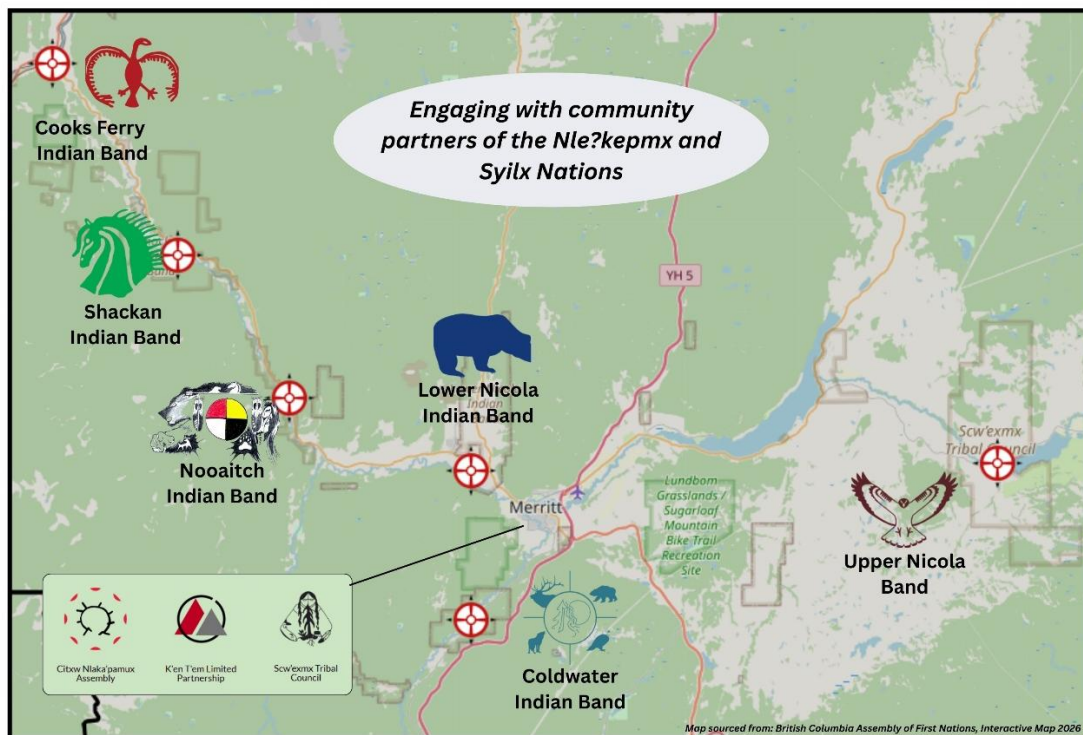 Engaging with community
partners of the Nle?kepmx and
Syilx Nations
Cooks Ferry
Indian Band
Shackan
Indian Band
YH 5
Lower Nicola
Indian Band
Nooaitch
Indian Band
Scw'exmx
Tribal Council
Merritt
Lundbom
Grasslands /
Sugarloaf
Mountain
Bike Trail
Recreation
Site
Upper Nicola
Band
Coldwater
Indian Band
Citxw Nlaka'pamux
Assembly
K'en T'em Limited
Partnership
Scw'exmx Tribal
Council
Map sourced from: British Columbia Assembly of First Nations, Interactive Map 2026